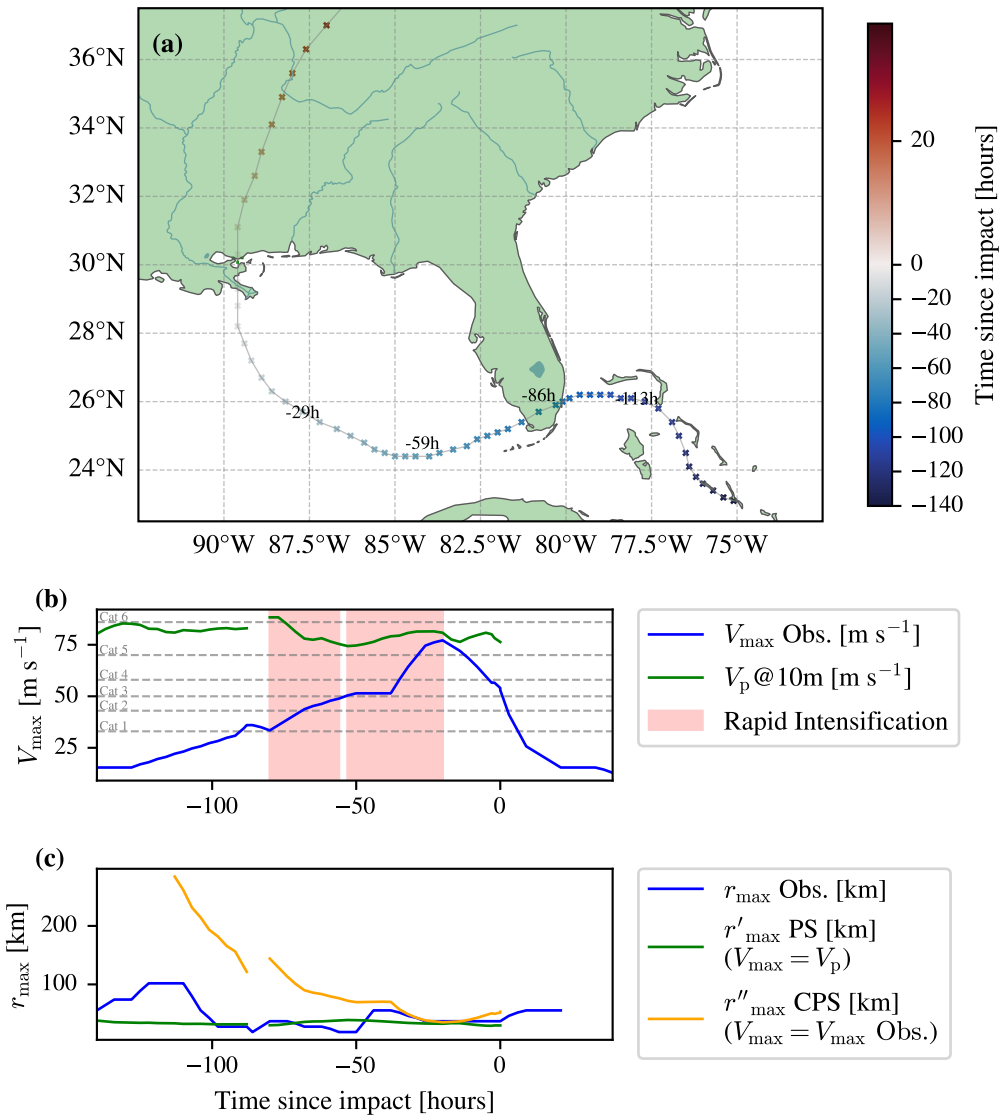 (a)
36°N
34°N
32°N
30°N
28°N
26°N
24°N
-29h
-59h
-86h
-113h
90°W 87.5°W 85°W 82.5°W 80°W 77.5°W 75°W
20
0
−20
−40
−60
−80
−100
−120
−140
Time since impact [hours]
(b)
Cat 6
Cat 5
Cat 4
Cat 3
Cat 2
Cat 1
75
50
25
V_max [m s⁻¹]
−100 −50 0
V_max Obs. [m s⁻¹]
V_p@10m [m s⁻¹]
Rapid Intensification
(c)
200
100
r_max [km]
−100 −50 0
Time since impact [hours]
r_max Obs. [km]
r′_max PS [km]
(V_max = V_p)
r″_max CPS [km]
(V_max = V_max Obs.)